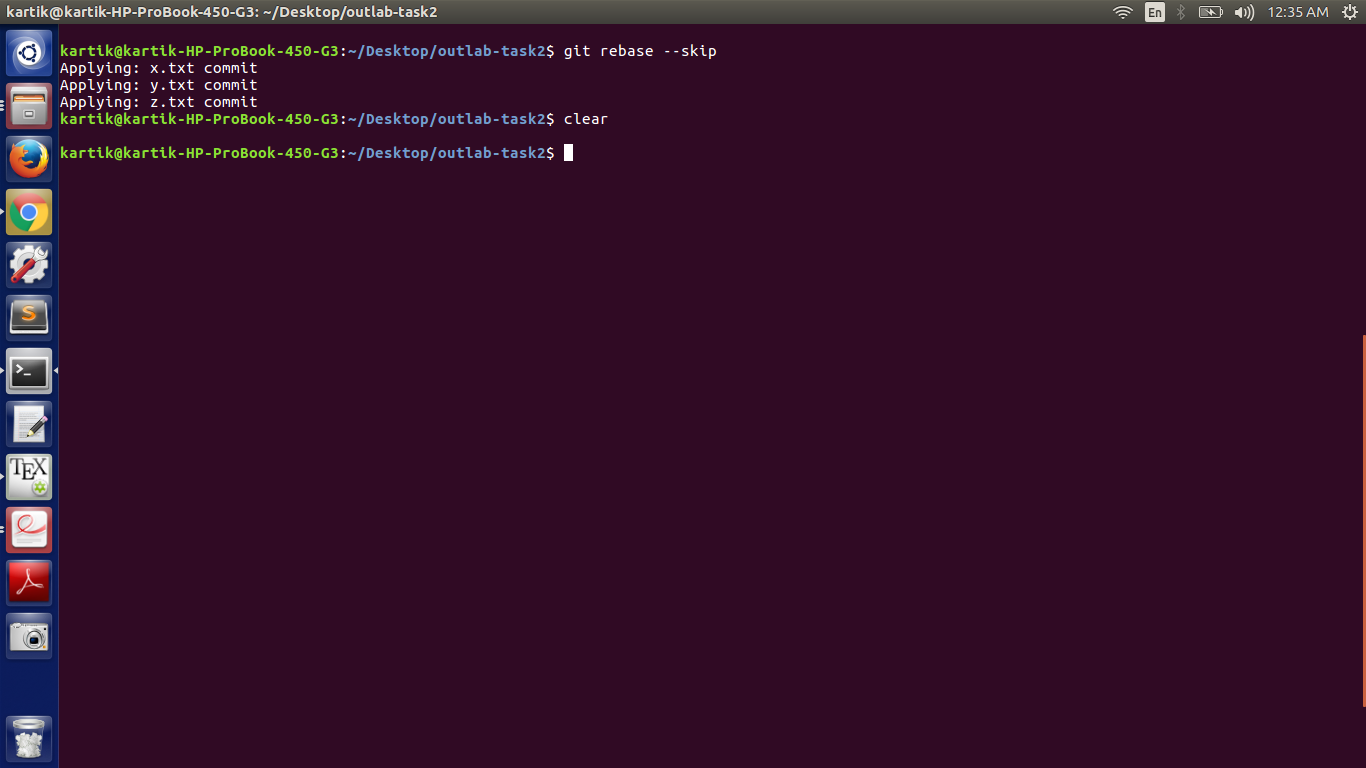 kartik@kartik-HP-ProBook-450-G3: ~/Desktop/outlab-task2
En
12:35 AM
kartik@kartik-HP-ProBook-450-G3:~/Desktop/outlab-task2$ git rebase --skip
Applying: x.txt commit
Applying: y.txt commit
Applying: z.txt commit
kartik@kartik-HP-ProBook-450-G3:~/Desktop/outlab-task2$ clear
kartik@kartik-HP-ProBook-450-G3:~/Desktop/outlab-task2$
S
>_
TEX